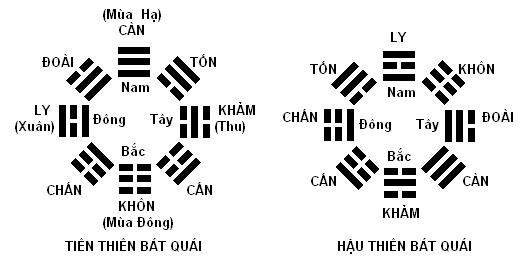 (Mùa Hạ)
CÀN
ĐOÀI
TỐN
Nam
LY
(Xuân)
Đông
Tây
KHẢM
(Thu)
Bắc
CHẤN
CẤN
KHÔN
(Mùa Đông)
TIÊN THIÊN BÁT QUÁI
LY
TỐN
KHÔN
Nam
CHẤN
Đông
Tây
ĐOÀI
Bắc
CẤN
CÀN
KHẢM
HẬU THIÊN BÁT QUÁI